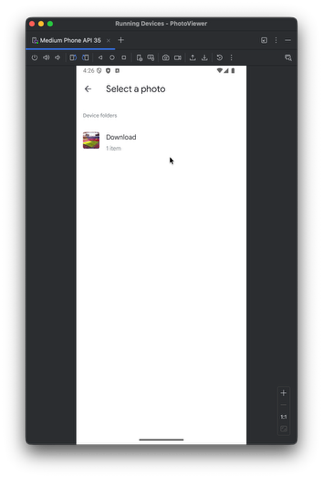 Running Devices - PhotoViewer
Medium Phone API 35
4:26
Select a photo
Device folders
Download
1 item
1:1